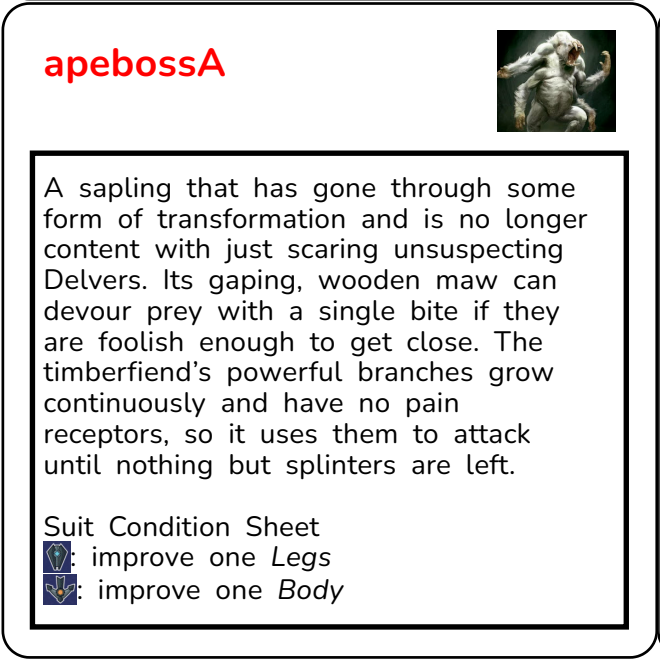 apebossA
A sapling that has gone through some
form of transformation and is no longer
content with just scaring unsuspecting
Delvers. Its gaping, wooden maw can
devour prey with a single bite if they
are foolish enough to get close. The
timberfiend’s powerful branches grow
continuously and have no pain
receptors, so it uses them to attack
until nothing but splinters are left.
Suit Condition Sheet
: improve one Legs
: improve one Body